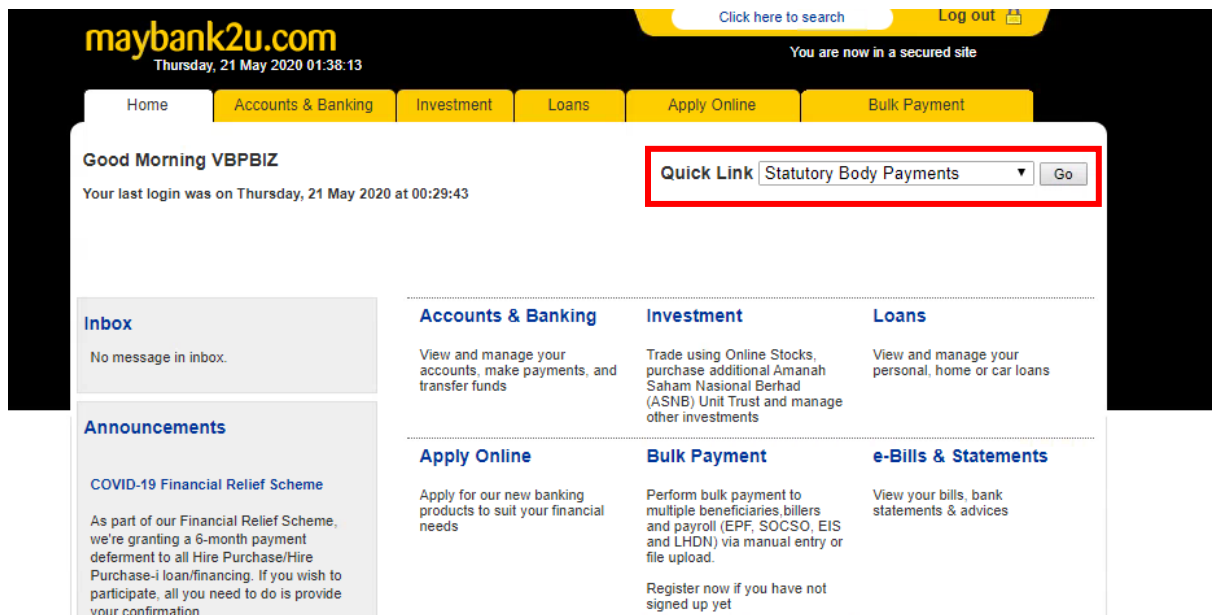 Click here to search
Log out
maybank2u.com
Thursday, 21 May 2020 01:38:13
You are now in a secured site
Home
Accounts & Banking
Investment
Loans
Apply Online
Bulk Payment
Good Morning VBPBIZ
Quick Link
Statutory Body Payments
Go
Your last login was on Thursday, 21 May 2020 at 00:29:43
Inbox
No message in inbox.
Announcements
COVID-19 Financial Relief Scheme
As part of our Financial Relief Scheme,
we're granting a 6-month payment
deferment to all Hire Purchase/Hire
Purchase-i loan/financing. If you wish to
participate, all you need to do is provide
your confirmation
Accounts & Banking
View and manage your
accounts, make payments, and
transfer funds
Investment
Trade using Online Stocks,
purchase additional Amanah
Saham Nasional Berhad
(ASNB) Unit Trust and manage
other investments
Loans
View and manage your
personal, home or car loans
Apply Online
Apply for our new banking
products to suit your financial
needs
Bulk Payment
Perform bulk payment to
multiple beneficiaries,billers
and payroll (EPF, SOCSO, EIS
and LHDN) via manual entry or
file upload.
Register now if you have not
signed up yet
e-Bills & Statements
View your bills, bank
statements & advices